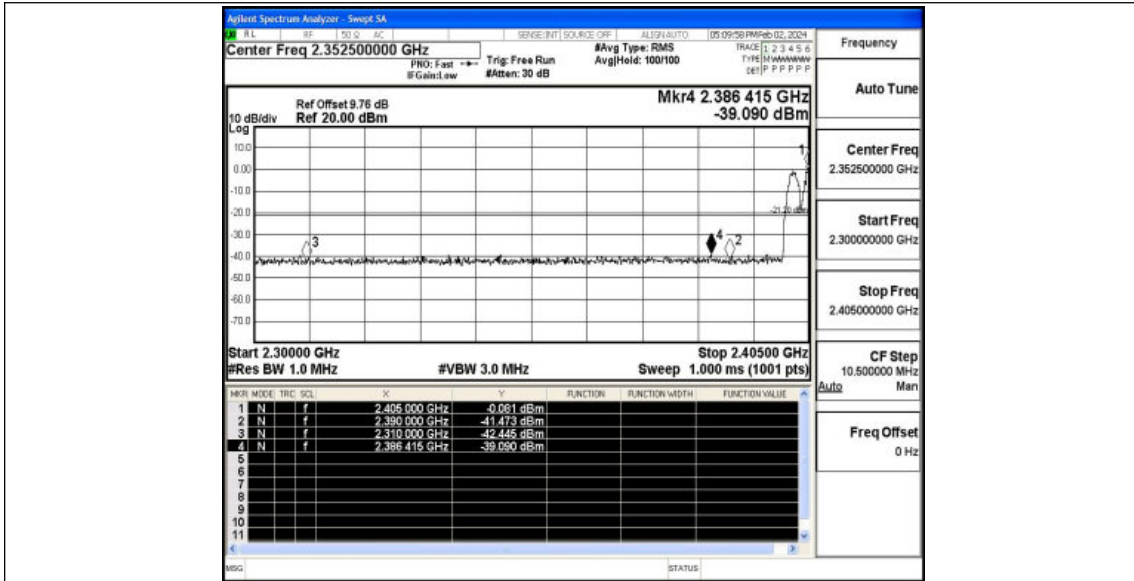 Agilent Spectrum Analyzer - Swept SA
RL RF 50 Ω AC SENSE:INT SOURCE OFF ALIGN AUTO 05:09:58 PM Feb 02, 2024
Center Freq 2.352500000 GHz
#Avg Type: RMS
TRACE 1 2 3 4 5 6
PNO: Fast
Trig: Free Run
Avg|Hold: 100/100
TYPE M WWWWW
IFGain:Low
#Atten: 30 dB
DET P P P P P P
Mkr4 2.386 415 GHz
-39.090 dBm
Ref Offset 9.76 dB
10 dB/div Ref 20.00 dBm
Log
10.0
0.00
-10.0
-20.0
-30.0
-40.0
-50.0
-60.0
-70.0
1
-21.20 dBm
3
4
2
Start 2.30000 GHz Stop 2.40500 GHz
#Res BW 1.0 MHz #VBW 3.0 MHz Sweep 1.000 ms (1001 pts)
MKR MODE TRC SCL X Y FUNCTION FUNCTION WIDTH FUNCTION VALUE
1 N f 2.405 000 GHz -0.081 dBm
2 N f 2.390 000 GHz -41.473 dBm
3 N f 2.310 000 GHz -42.445 dBm
4 N f 2.386 415 GHz -39.090 dBm
5
6
7
8
9
10
11
MSG STATUS
Frequency
Auto Tune
Center Freq
2.352500000 GHz
Start Freq
2.300000000 GHz
Stop Freq
2.405000000 GHz
CF Step
10.500000 MHz
Auto Man
Freq Offset
0 Hz